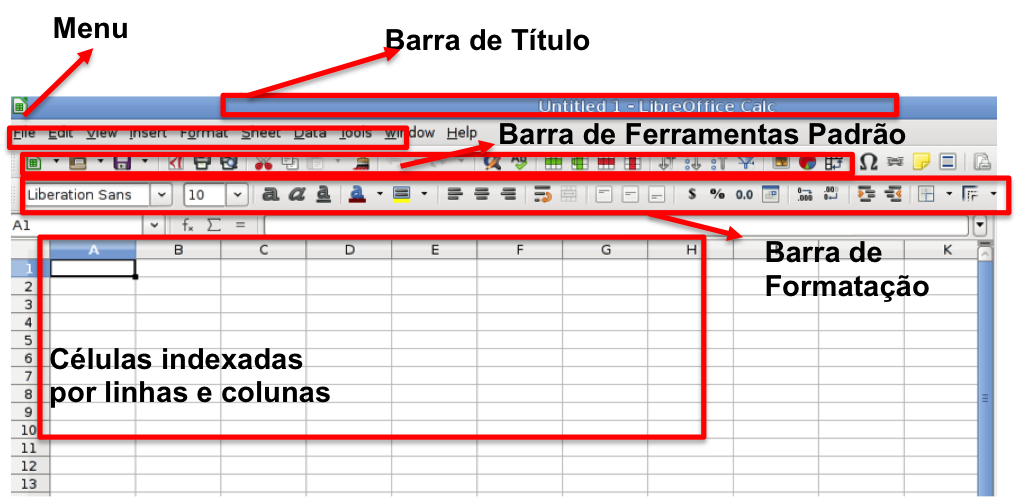 Menu
Barra de Título
Untitled 1 - LibreOffice Calc
File Edit View Insert Format Sheet Data Tools Window Help
Barra de Ferramentas Padrão
Liberation Sans 10 a a a a $ % 0.0
A1 fx Σ =
Barra de
Formatação
A B C D E F G H K
1
2
3
4
5
Células indexadas
6
7
por linhas e colunas
8
9
10
11
12
13